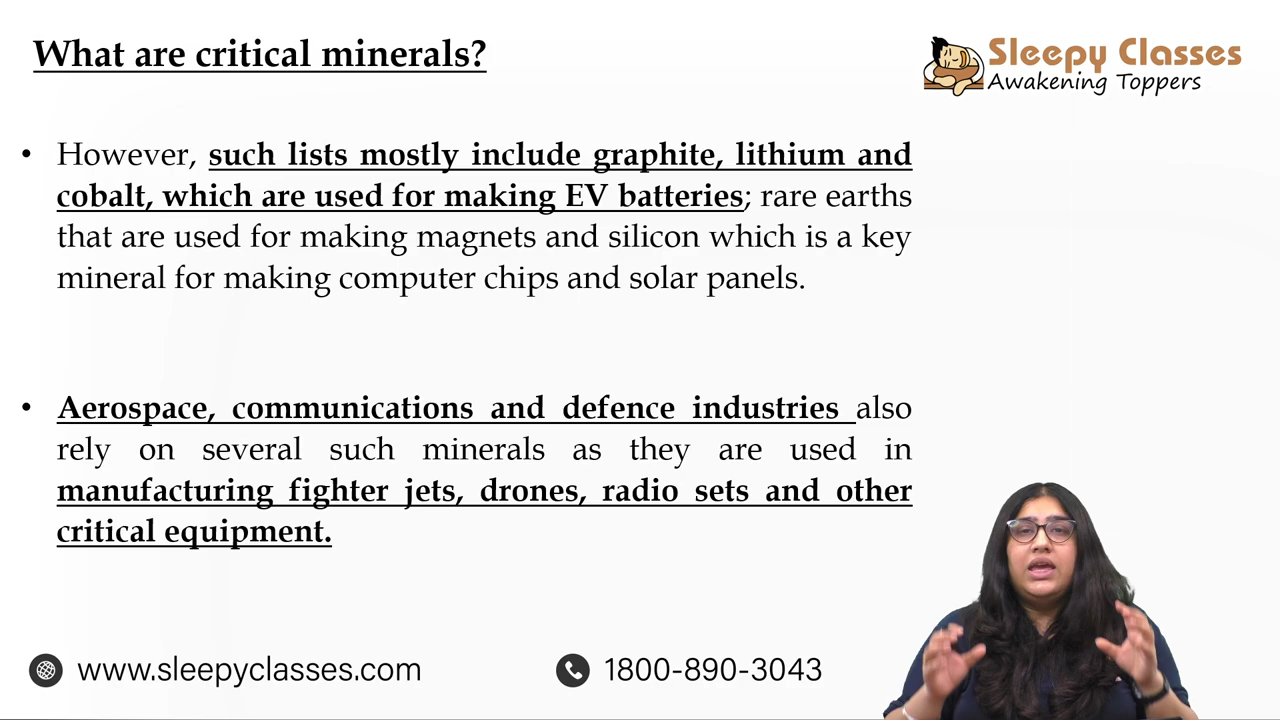 What are critical minerals?
Sleepy Classes
Awakening Toppers
• However, such lists mostly include graphite, lithium and
cobalt, which are used for making EV batteries; rare earths
that are used for making magnets and silicon which is a key
mineral for making computer chips and solar panels.
• Aerospace, communications and defence industries also
rely on several such minerals as they are used in
manufacturing fighter jets, drones, radio sets and other
critical equipment.
www.sleepyclasses.com
1800-890-3043